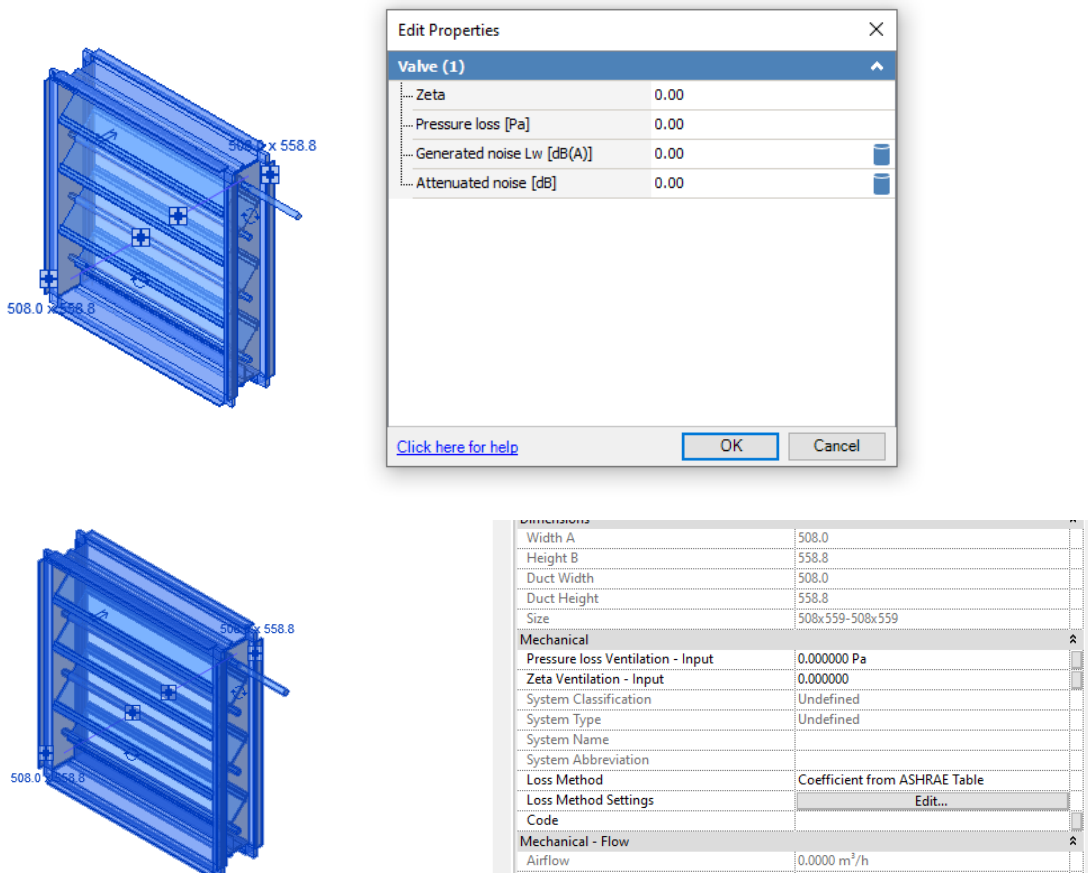 Edit Properties
Valve (1)
Zeta 0.00
Pressure loss [Pa] 0.00
Generated noise Lw [dB(A)] 0.00
Attenuated noise [dB] 0.00
Click here for help OK Cancel
508.0 x 558.8
508.0 x 558.8
Dimensions
Width A 508.0
Height B 558.8
Duct Width 508.0
Duct Height 558.8
Size 508x559-508x559
Mechanical
Pressure loss Ventilation - Input 0.000000 Pa
Zeta Ventilation - Input 0.000000
System Classification Undefined
System Type Undefined
System Name
System Abbreviation
Loss Method Coefficient from ASHRAE Table
Loss Method Settings Edit...
Code
Mechanical - Flow
Airflow 0.0000 m³/h
508.0 x 558.8
508.0 x 558.8